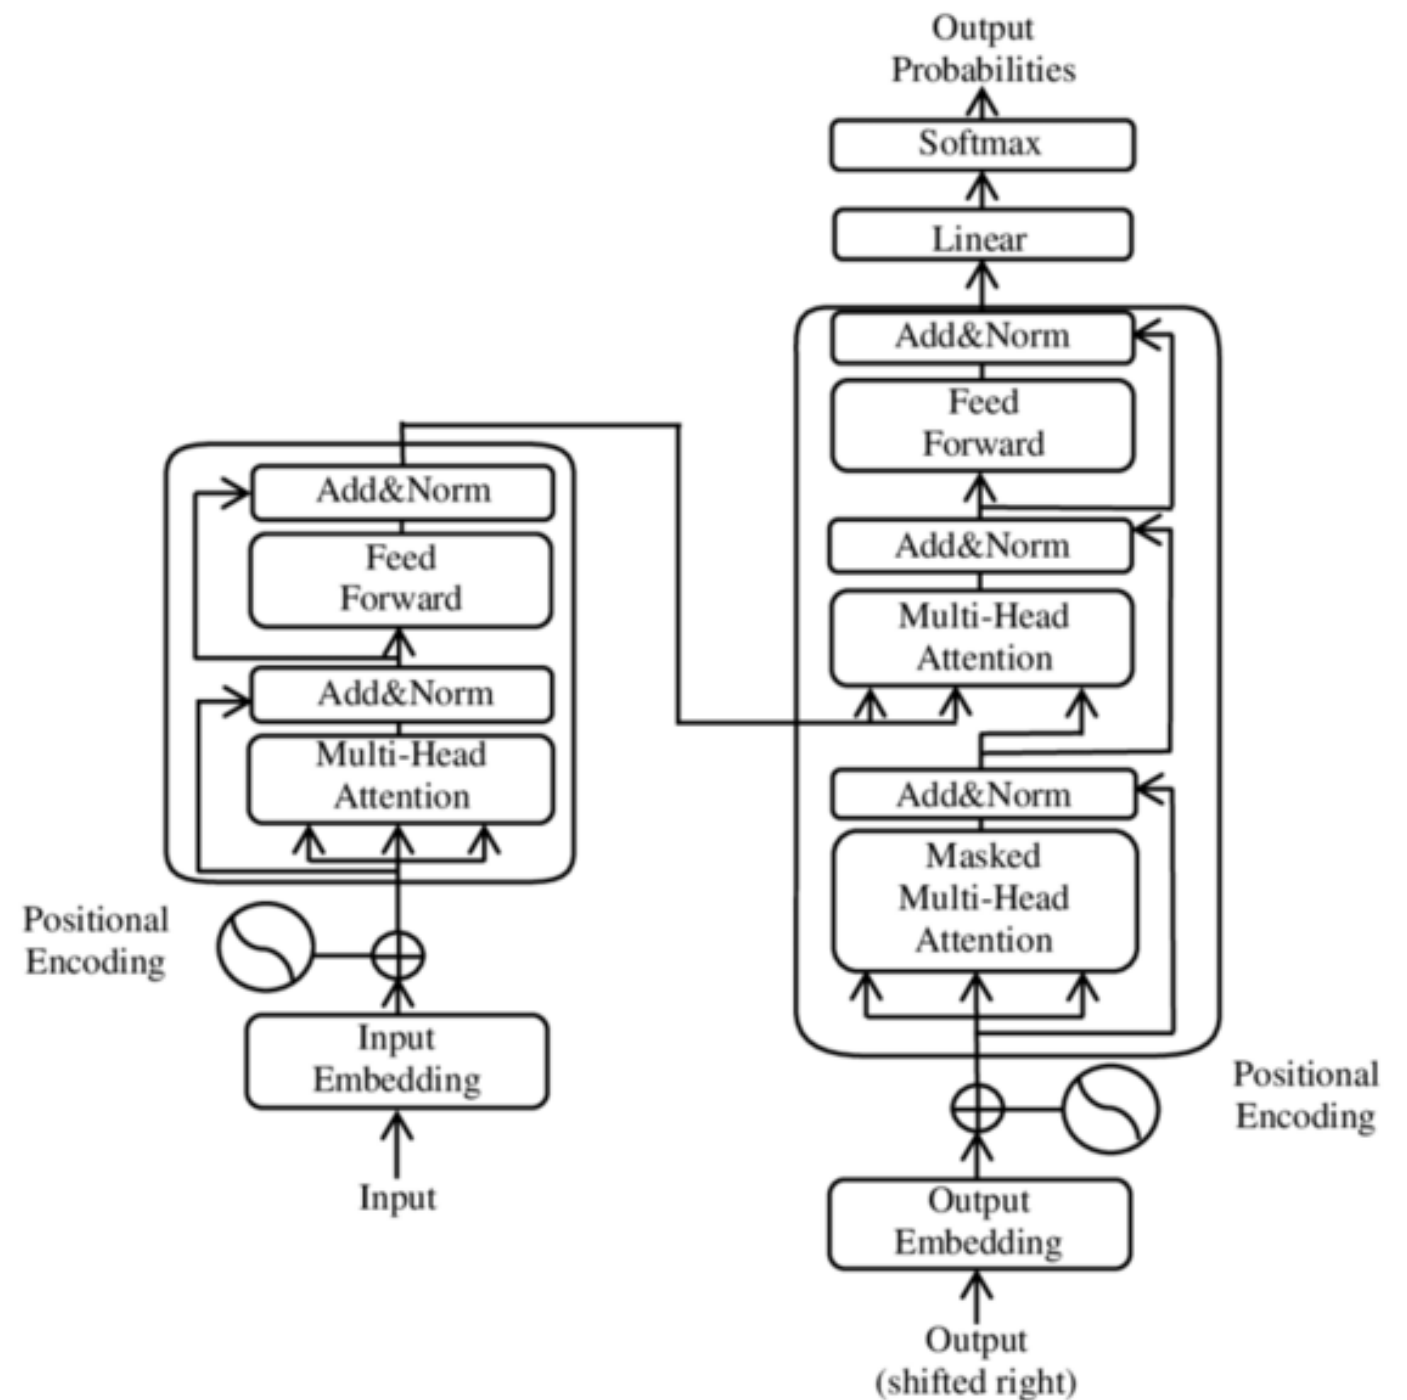 Output
Probabilities
Softmax
Linear
Add&Norm
Feed
Forward
Add&Norm
Multi-Head
Attention
Add&Norm
Masked
Multi-Head
Attention
Positional
Encoding
Output
Embedding
Output
(shifted right)
Add&Norm
Feed
Forward
Add&Norm
Multi-Head
Attention
Positional
Encoding
Input
Embedding
Input